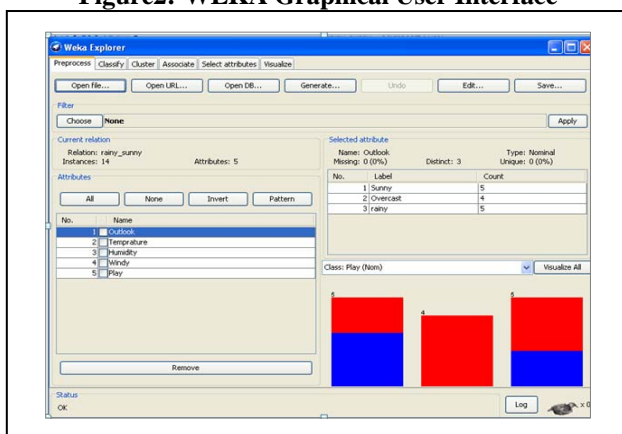 Figure2: WEKA Graphical User Interface
Weka Explorer
Preprocess Classify Cluster Associate Select attributes Visualize
Open file... Open URL... Open DB... Generate... Undo Edit... Save...
Filter
Choose None Apply
Current relation
Relation: rainy_sunny
Instances: 14 Attributes: 5
Selected attribute
Name: Outlook Type: Nominal
Missing: 0 (0%) Distinct: 3 Unique: 0 (0%)
Attributes
All None Invert Pattern
No. Name
1 Outlook
2 Temprature
3 Humidity
4 Windy
5 Play
No. Label Count
1 Sunny 5
2 Overcast 4
3 rainy 5
Class: Play (Nom) Visualize All
5 4 5
Remove
Status
OK
Log x 0